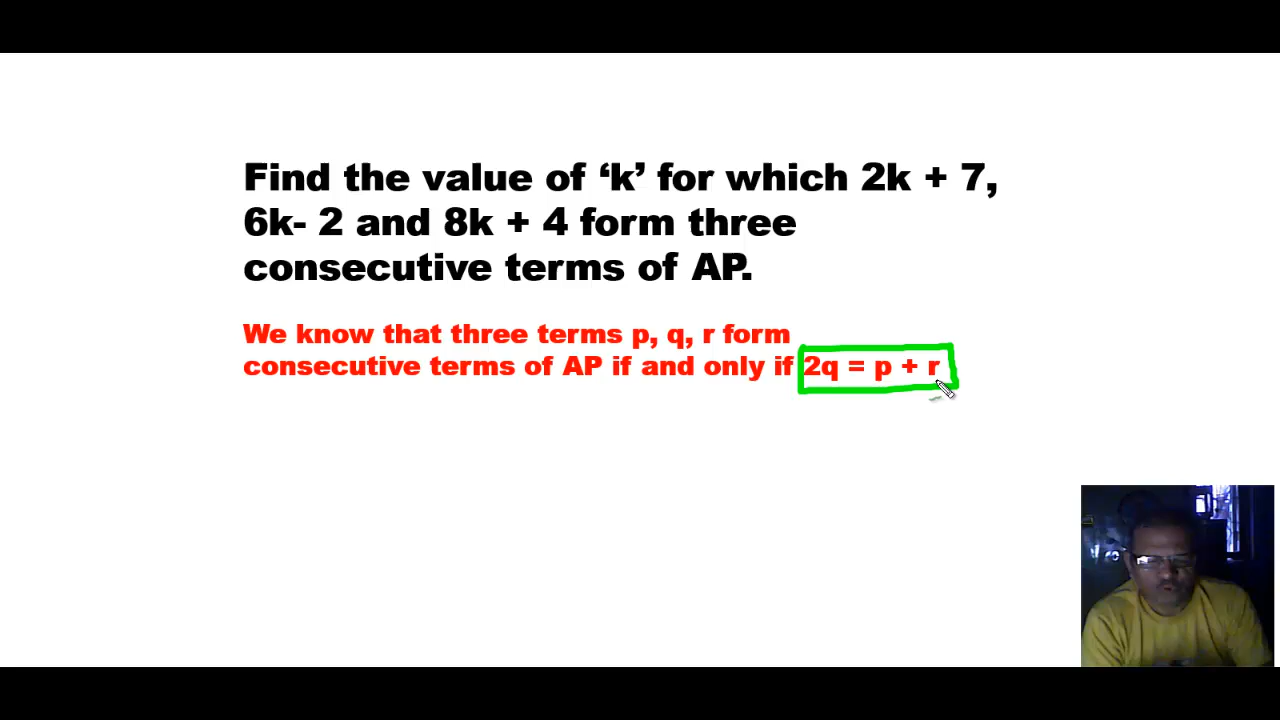 Find the value of ‘k’ for which 2k + 7,
6k- 2 and 8k + 4 form three
consecutive terms of AP.
We know that three terms p, q, r form
consecutive terms of AP if and only if 2q = p + r